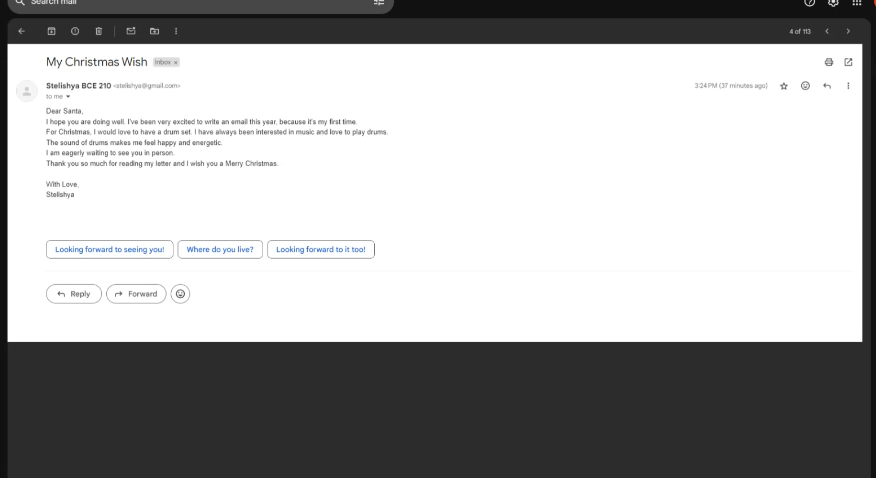 Search mail
4 of 113
My Christmas Wish Inbox x
Stelishya BCE 210 <stelishya@gmail.com>
3:24 PM (37 minutes ago)
to me
Dear Santa,
I hope you are doing well. I've been very excited to write an email this year, because it's my first time.
For Christmas, I would love to have a drum set. I have always been interested in music and love to play drums.
The sound of drums makes me feel happy and energetic.
I am eagerly waiting to see you in person.
Thank you so much for reading my letter and I wish you a Merry Christmas.
With Love,
Stelishya
Looking forward to seeing you! Where do you live? Looking forward to it too!
Reply Forward